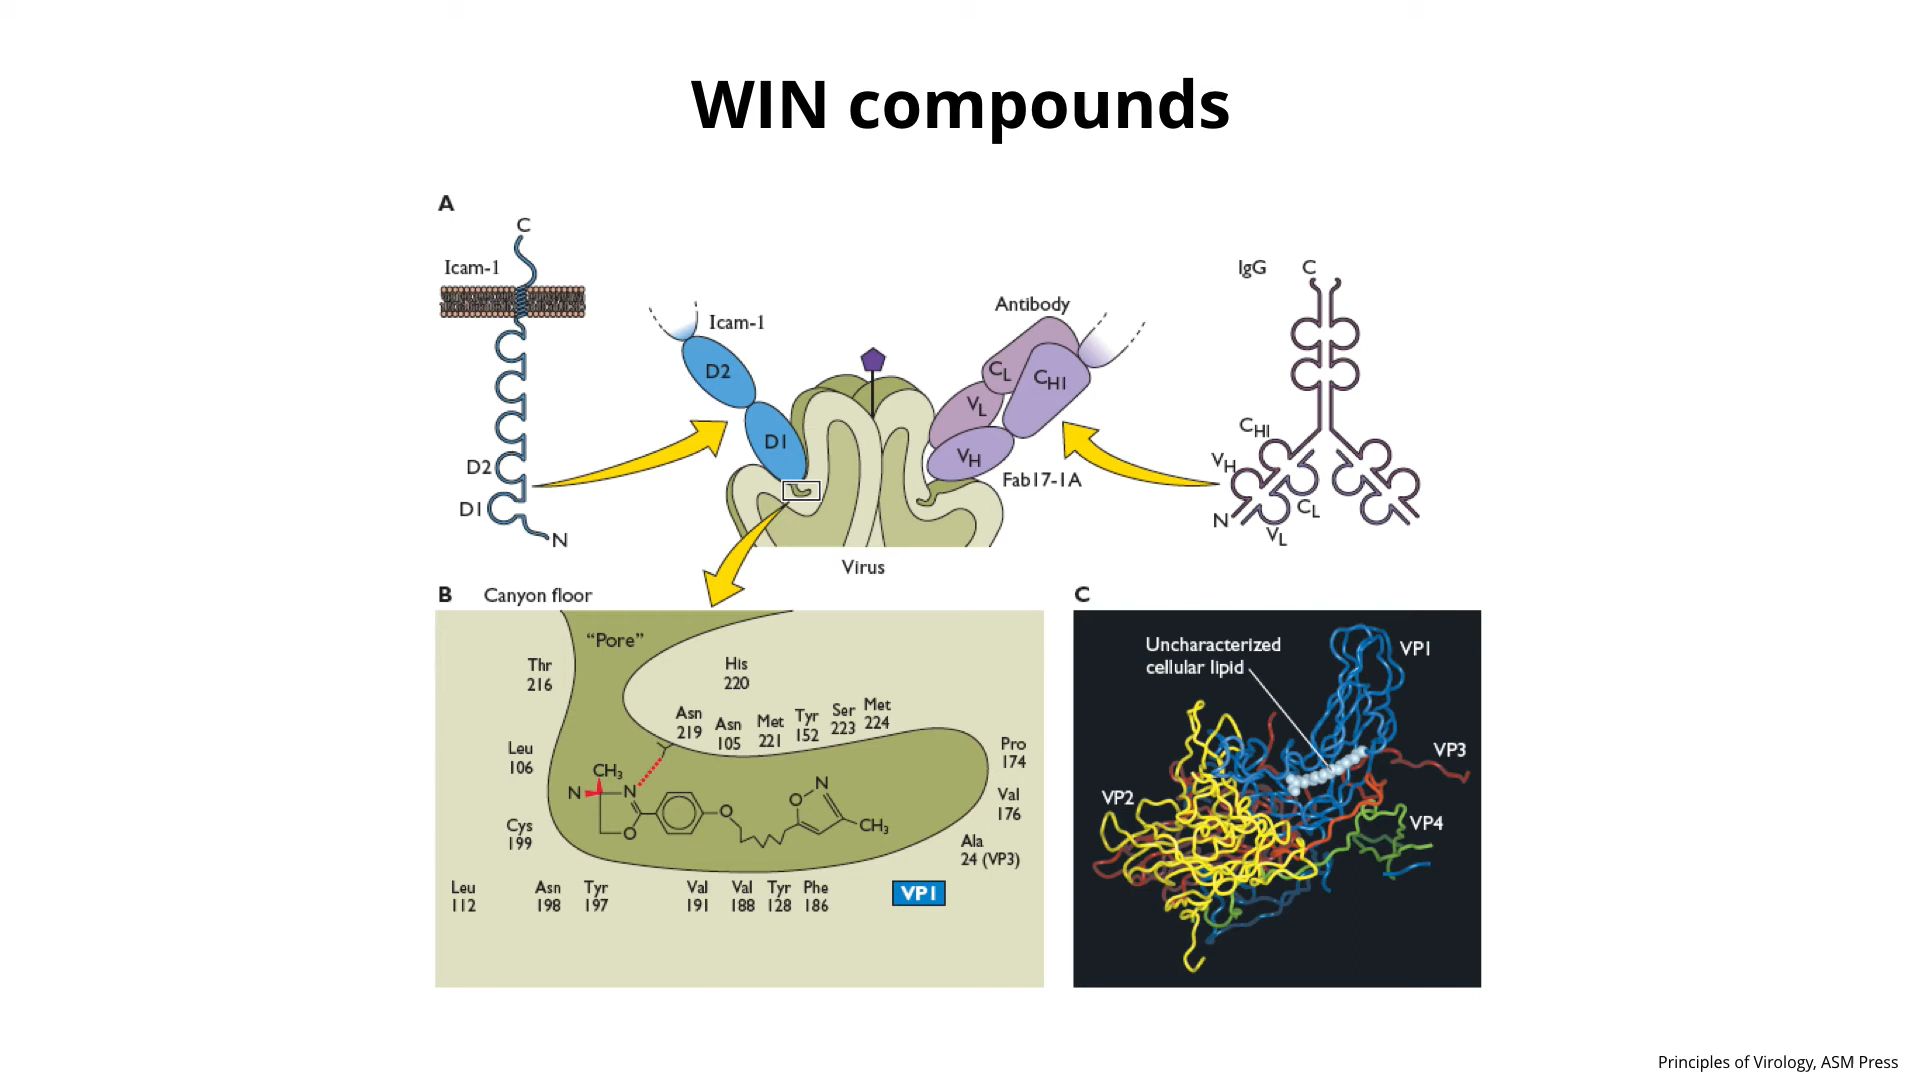 WIN compounds
A
C
Icam-1
D2
D1
N
Icam-1
D2
D1
Antibody
CL
CHI
VL
VH
Fab17-1A
Virus
IgG
C
CHI
VH
N
CL
VL
B Canyon floor
"Pore"
Thr
216
His
220
Asn
219
Asn
105
Met
221
Tyr
152
Ser
223
Met
224
Leu
106
Pro
174
CH3
N
N
O
O
O
N
CH3
Val
176
Cys
199
Ala
24 (VP3)
Leu
112
Asn
198
Tyr
197
Val
191
Val
188
Tyr
128
Phe
186
VP1
C
Uncharacterized
cellular lipid
VP1
VP3
VP2
VP4
Principles of Virology, ASM Press